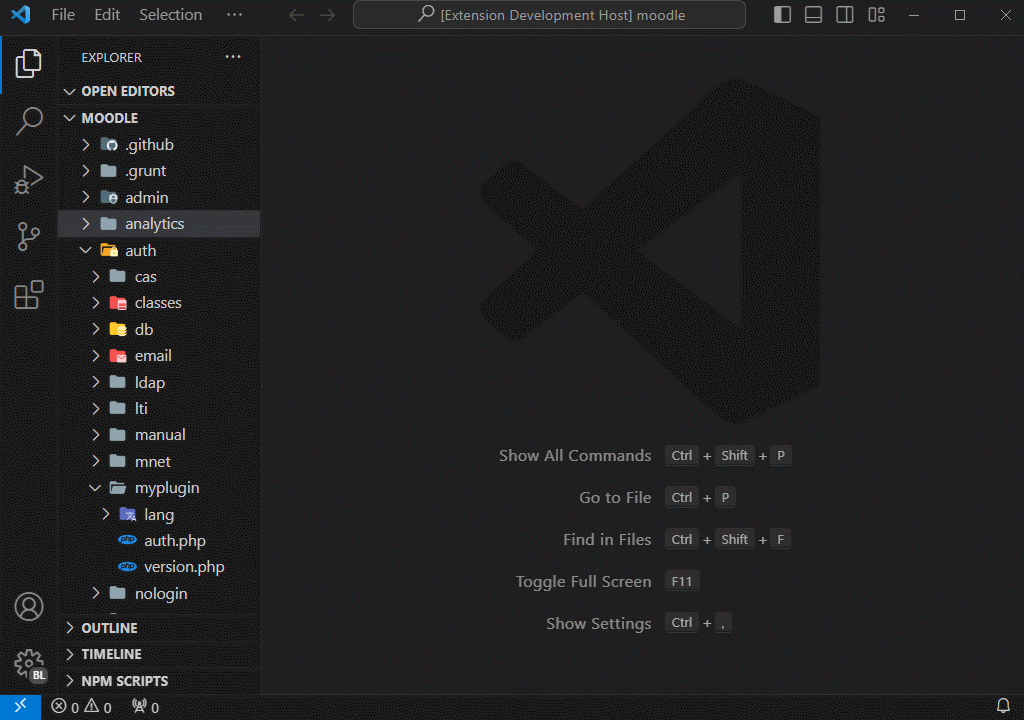 File Edit Selection ··· [Extension Development Host] moodle
EXPLORER ···
OPEN EDITORS
MOODLE
.github
.grunt
admin
analytics
auth
cas
classes
db
email
ldap
lti
manual
mnet
myplugin
lang
php auth.php
php version.php
nologin
OUTLINE
TIMELINE
NPM SCRIPTS
Show All Commands Ctrl + Shift + P
Go to File Ctrl + P
Find in Files Ctrl + Shift + F
Toggle Full Screen F11
Show Settings Ctrl + ,
BL
0 0 0